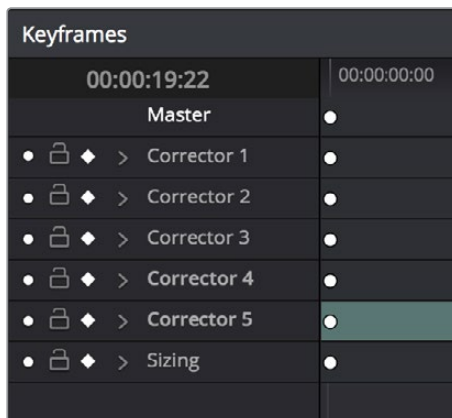 Keyframes
00:00:19:22 00:00:00:00
Master
Corrector 1
Corrector 2
Corrector 3
Corrector 4
Corrector 5
Sizing